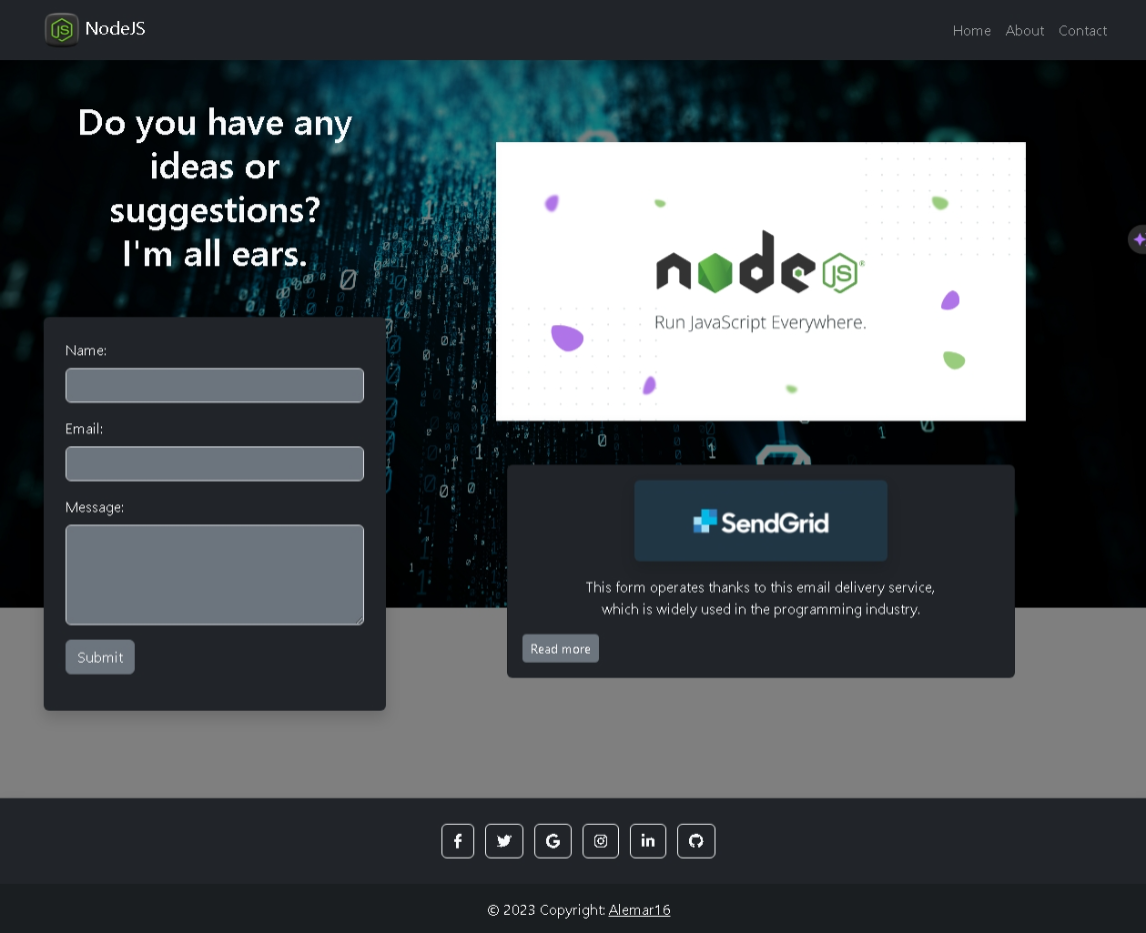 NodeJS
Home About Contact
Do you have any
ideas or
suggestions?
I'm all ears.
Name:
Email:
Message:
Submit
node JS®
Run JavaScript Everywhere.
SendGrid
This form operates thanks to this email delivery service,
which is widely used in the programming industry.
Read more
© 2023 Copyright: Alemar16